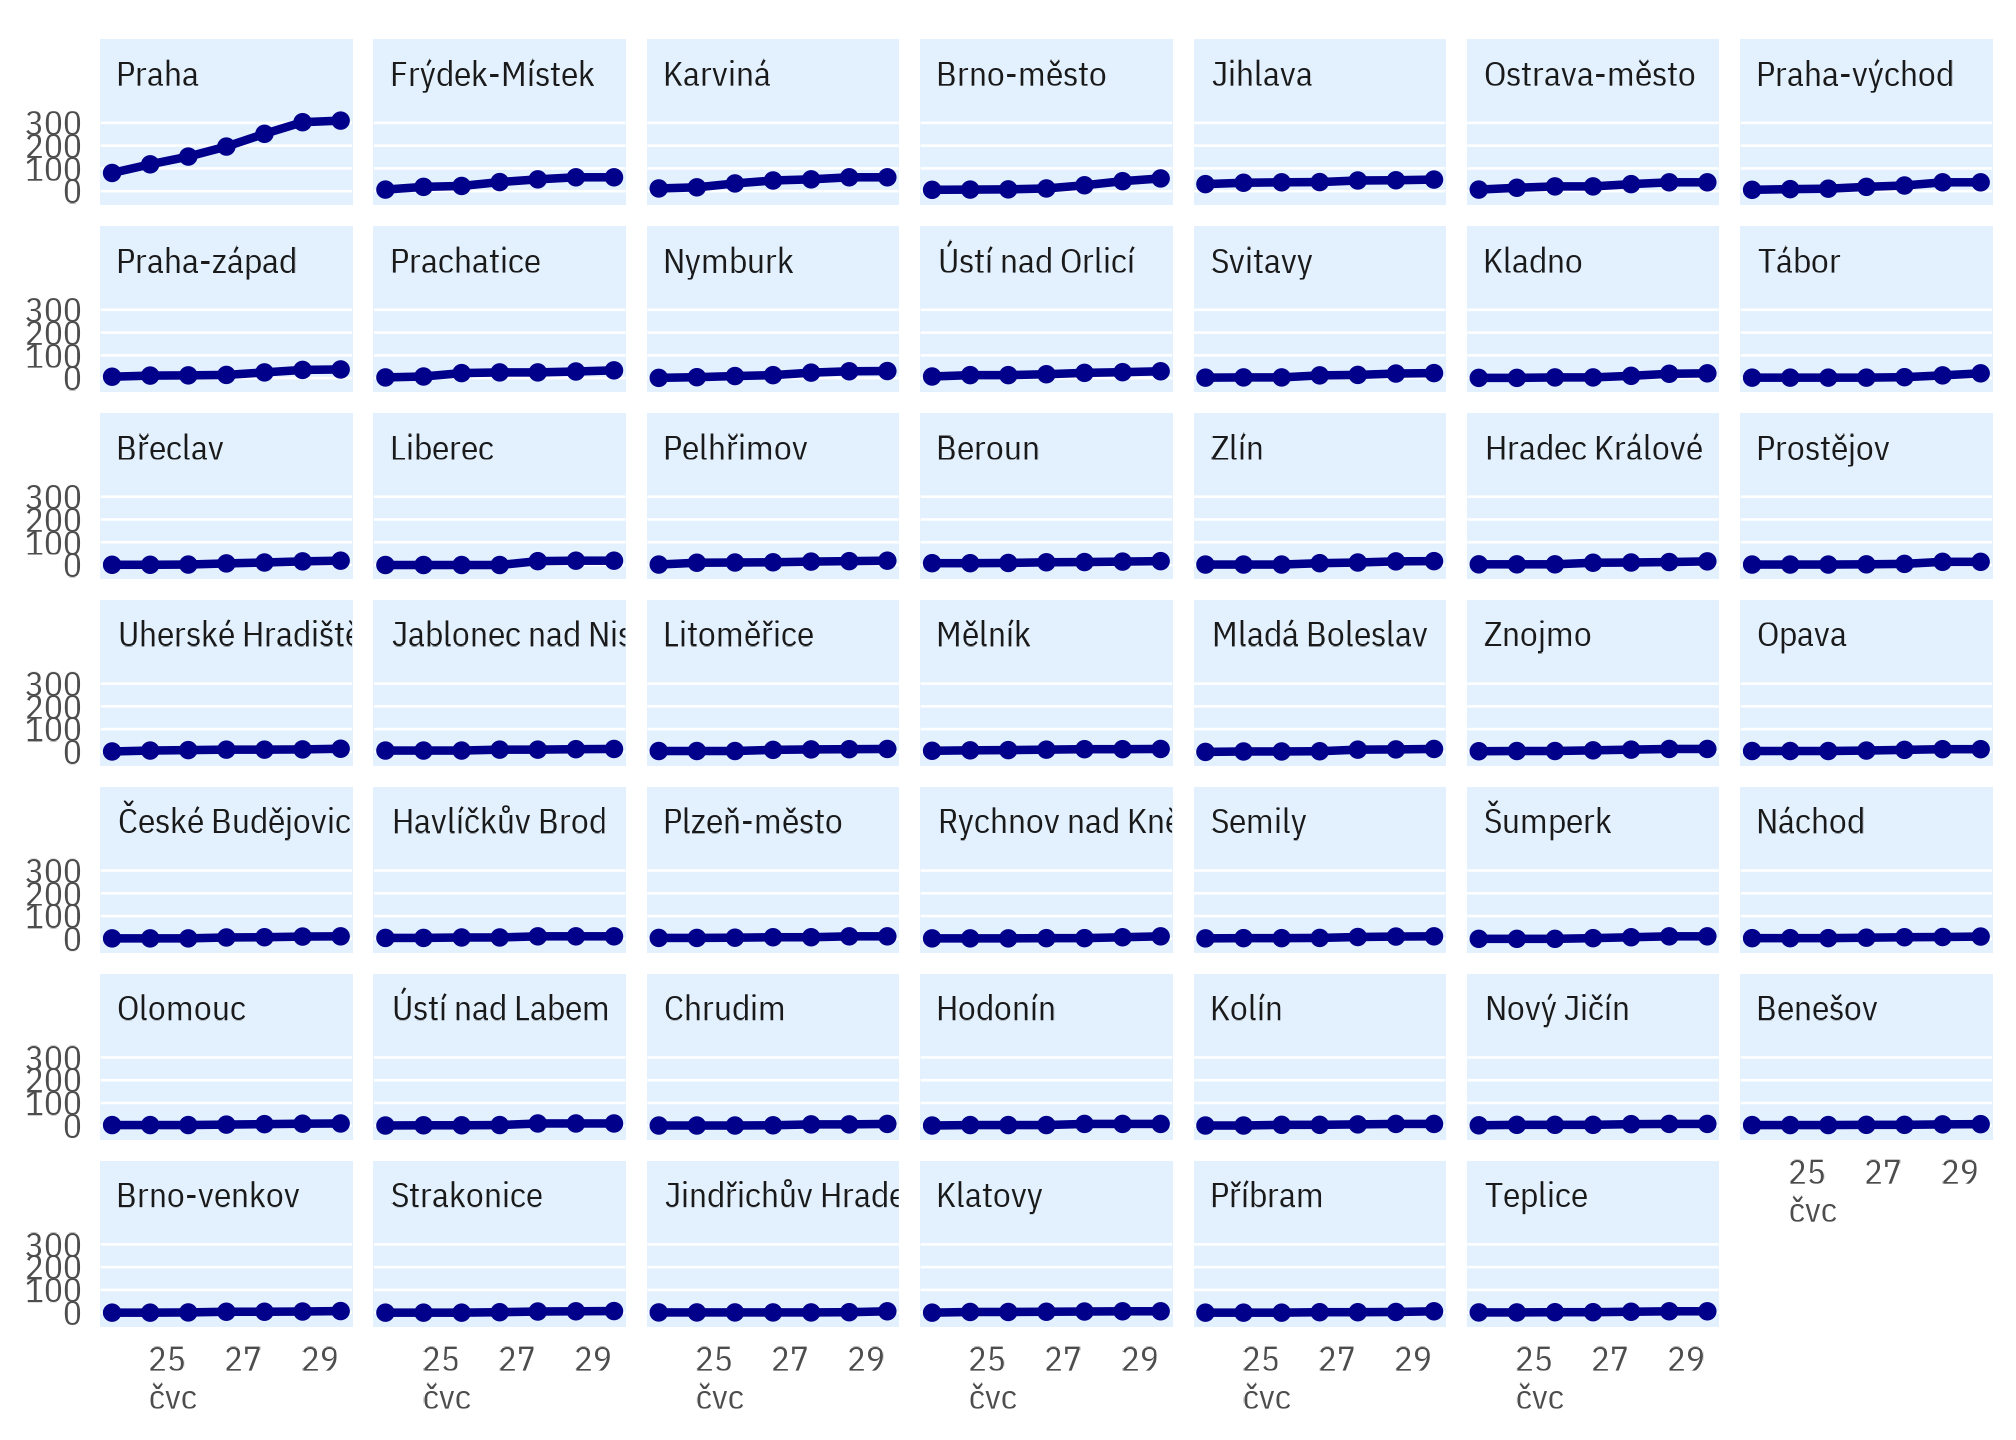 Praha Frýdek-Místek Karviná Brno-město Jihlava Ostrava-město Praha-východ
300
200
100
0
Praha-západ Prachatice Nymburk Ústí nad Orlicí Svitavy Kladno Tábor
300
200
100
0
Břeclav Liberec Pelhřimov Beroun Zlín Hradec Králové Prostějov
300
200
100
0
Uherské Hradiště Jablonec nad Nis Litoměřice Mělník Mladá Boleslav Znojmo Opava
300
200
100
0
České Budějovic Havlíčkův Brod Plzeň-město Rychnov nad Kně Semily Šumperk Náchod
300
200
100
0
Olomouc Ústí nad Labem Chrudim Hodonín Kolín Nový Jičín Benešov
300
200
100
0
25 27 29
čvc
Brno-venkov Strakonice Jindřichův Hrade Klatovy Příbram Teplice
300
200
100
0
25 27 29 25 27 29 25 27 29 25 27 29 25 27 29 25 27 29
čvc čvc čvc čvc čvc čvc